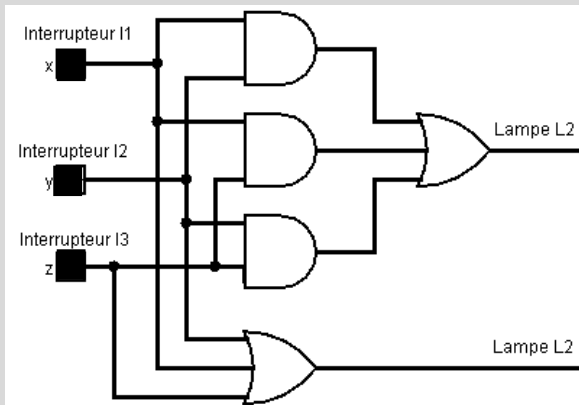 Interrupteur I1
x
Interrupteur I2
y
Interrupteur I3
z
Lampe L2
Lampe L2